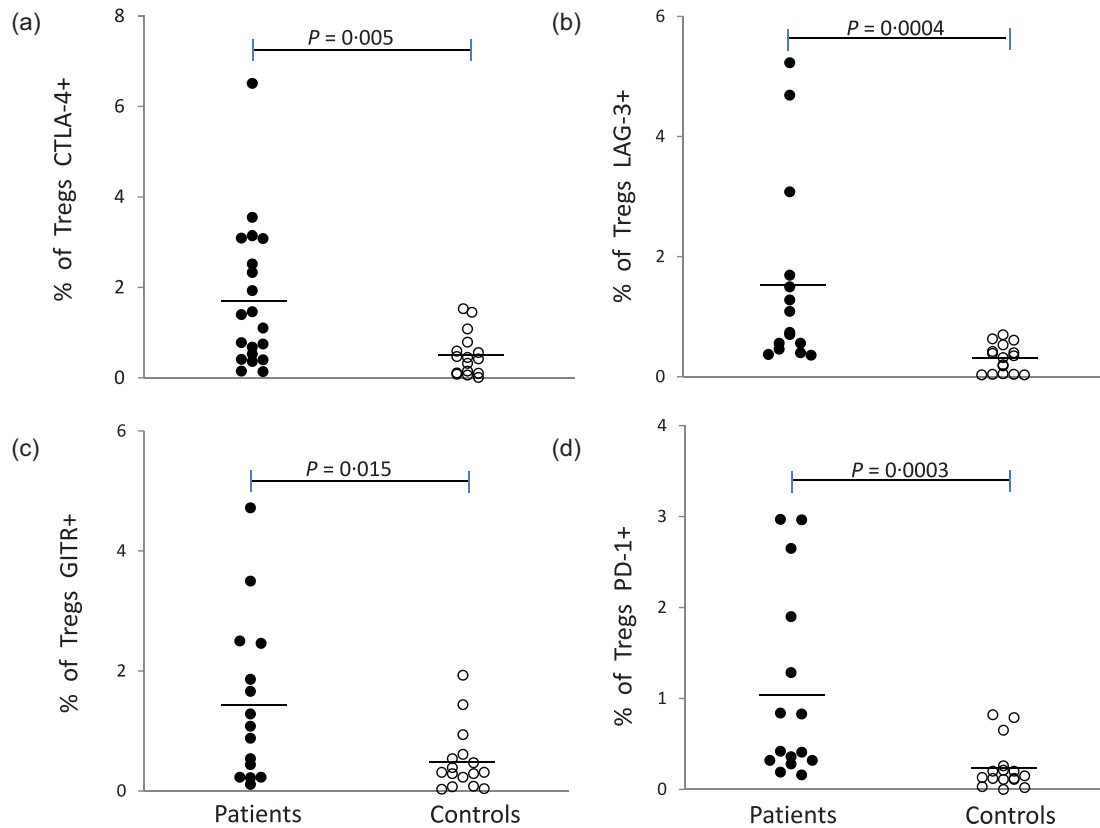 (a)
% of Tregs CTLA-4+
8
6
4
2
0
P = 0·005
(b)
% of Tregs LAG-3+
6
4
2
0
P = 0·0004
(c)
% of Tregs GITR+
6
4
2
0
P = 0·015
Patients
Controls
(d)
% of Tregs PD-1+
4
3
2
1
0
P = 0·0003
Patients
Controls